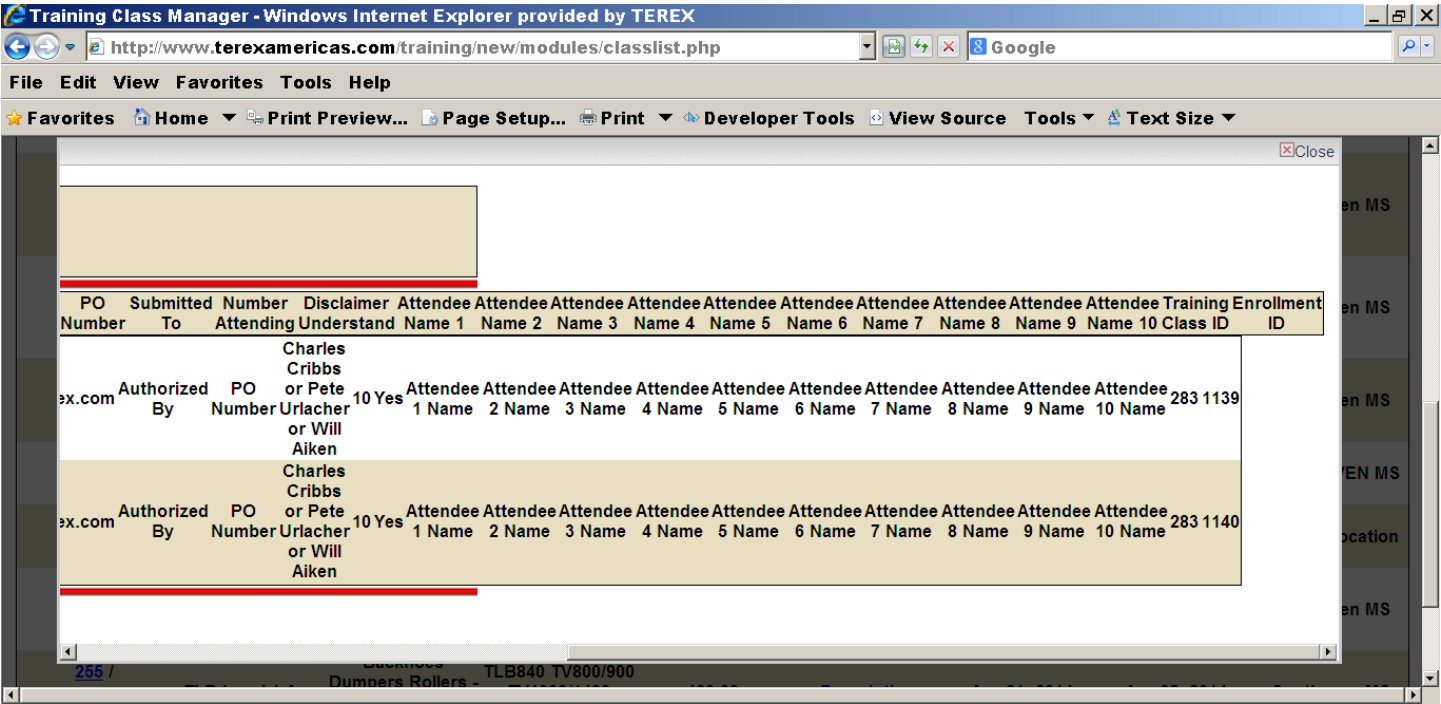 Training Class Manager - Windows Internet Explorer provided by TEREX
http://www.terexamericas.com/training/new/modules/classlist.php
Google
File Edit View Favorites Tools Help
Favorites Home Print Preview... Page Setup... Print Developer Tools View Source Tools Text Size
Close
en MS
PO Number Submitted To Number Attending Disclaimer Understand Attendee Name 1 Attendee Name 2 Attendee Name 3 Attendee Name 4 Attendee Name 5 Attendee Name 6 Attendee Name 7 Attendee Name 8 Attendee Name 9 Attendee Name 10 Training Class ID Enrollment ID
en MS
ex.com Authorized By PO Number Charles Cribbs or Pete Urlacher or Will Aiken 10 Yes Attendee 1 Name Attendee 2 Name Attendee 3 Name Attendee 4 Name Attendee 5 Name Attendee 6 Name Attendee 7 Name Attendee 8 Name Attendee 9 Name Attendee 10 Name 283 1139
en MS
VEN MS
ex.com Authorized By PO Number Charles Cribbs or Pete Urlacher or Will Aiken 10 Yes Attendee 1 Name Attendee 2 Name Attendee 3 Name Attendee 4 Name Attendee 5 Name Attendee 6 Name Attendee 7 Name Attendee 8 Name Attendee 9 Name Attendee 10 Name 283 1140
ocation
en MS
255 / Backhoes TLB840 TV800/900
Dumpers Rollers -